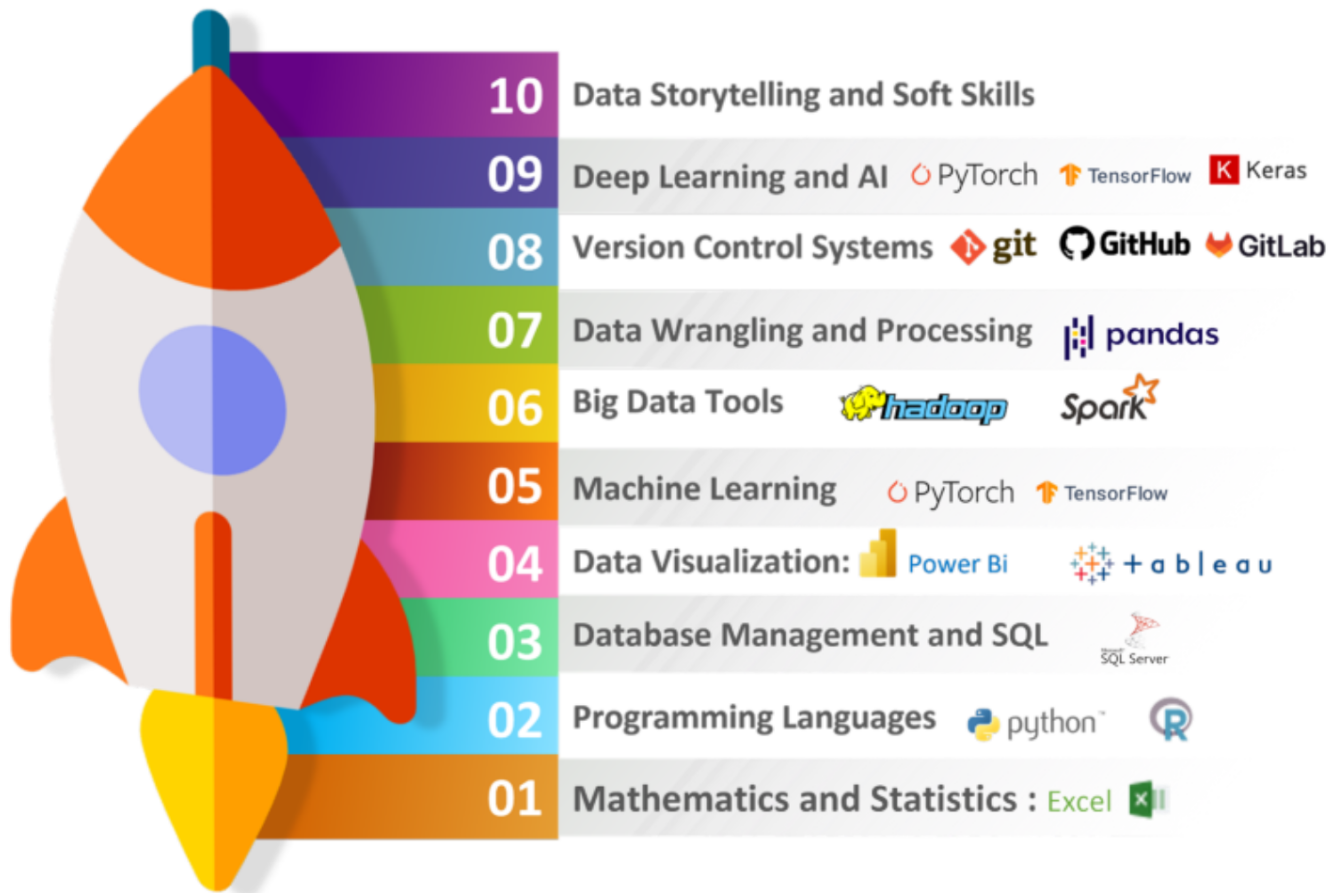 10 Data Storytelling and Soft Skills
09 Deep Learning and AI PyTorch TensorFlow K Keras
08 Version Control Systems git GitHub GitLab
07 Data Wrangling and Processing pandas
06 Big Data Tools hadoop Spark
05 Machine Learning PyTorch TensorFlow
04 Data Visualization: Power Bi +ableau
03 Database Management and SQL Microsoft SQL Server
02 Programming Languages python™ R
01 Mathematics and Statistics : Excel X